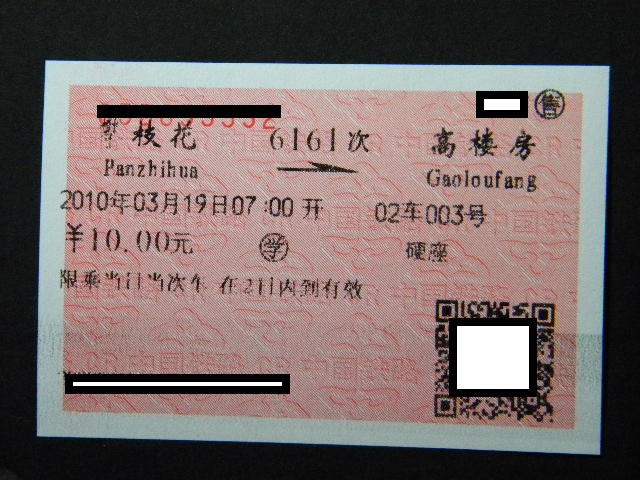 售
攀枝花 6161次 高楼房
Panzhihua Gaoloufang
2010年03月19日07:00开 02车003号
¥10.00元 学 硬座
限乘当日当次车 在2日内到有效